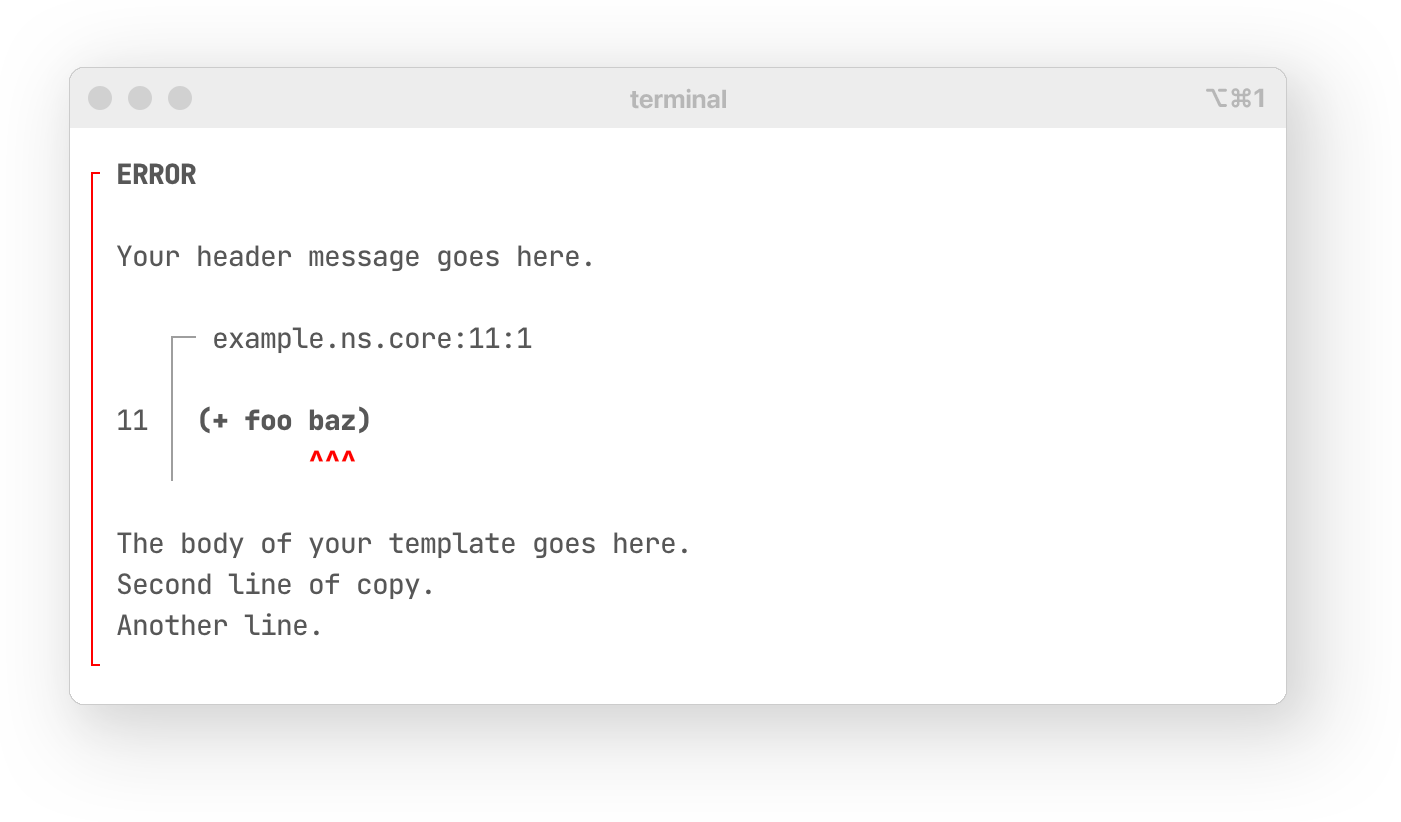 terminal
⌥⌘1
ERROR
Your header message goes here.
example.ns.core:11:1
11 (+ foo baz)
^^^
The body of your template goes here.
Second line of copy.
Another line.